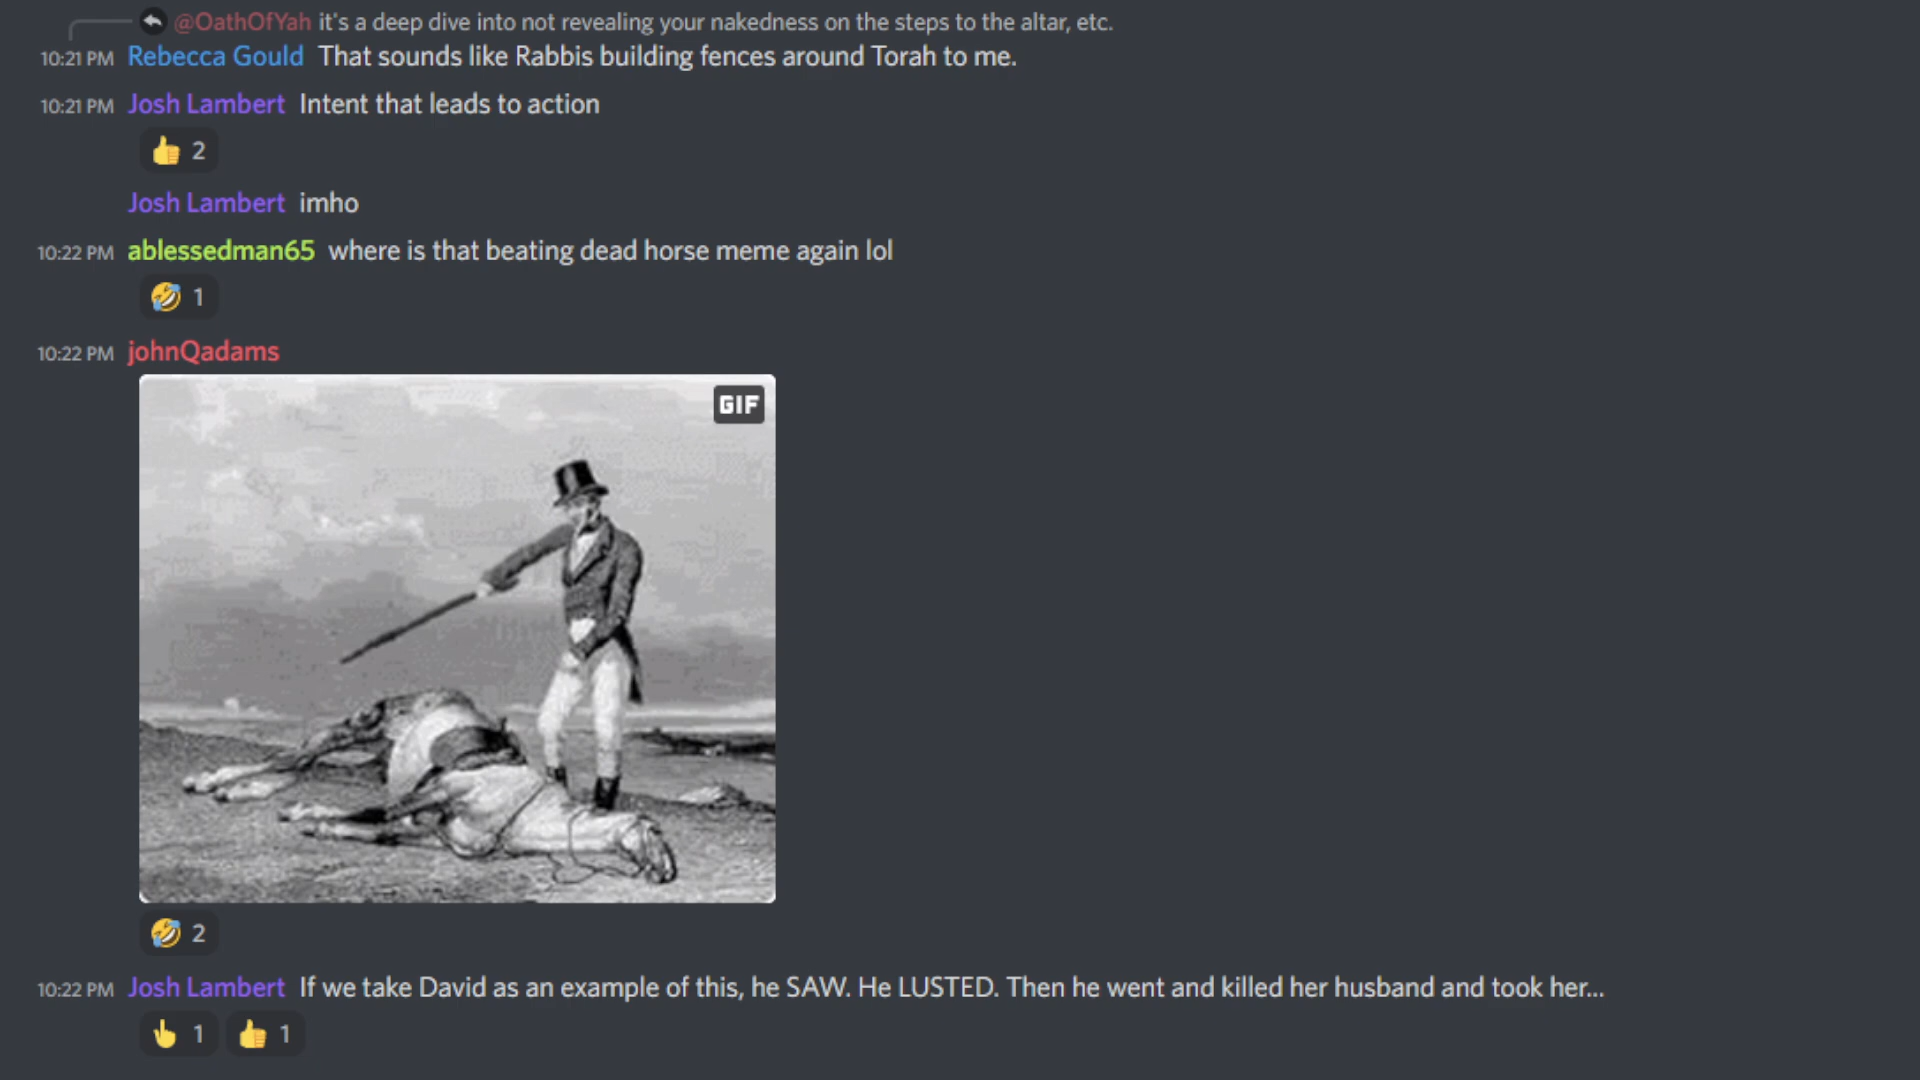 @OathOfYah it's a deep dive into not revealing your nakedness on the steps to the altar, etc.
10:21 PM Rebecca Gould That sounds like Rabbis building fences around Torah to me.
10:21 PM Josh Lambert Intent that leads to action
👍 2
Josh Lambert imho
10:22 PM ablessedman65 where is that beating dead horse meme again lol
🤣 1
10:22 PM johnQadams
GIF
🤣 2
10:22 PM Josh Lambert If we take David as an example of this, he SAW. He LUSTED. Then he went and killed her husband and took her...
👆 1 👍 1